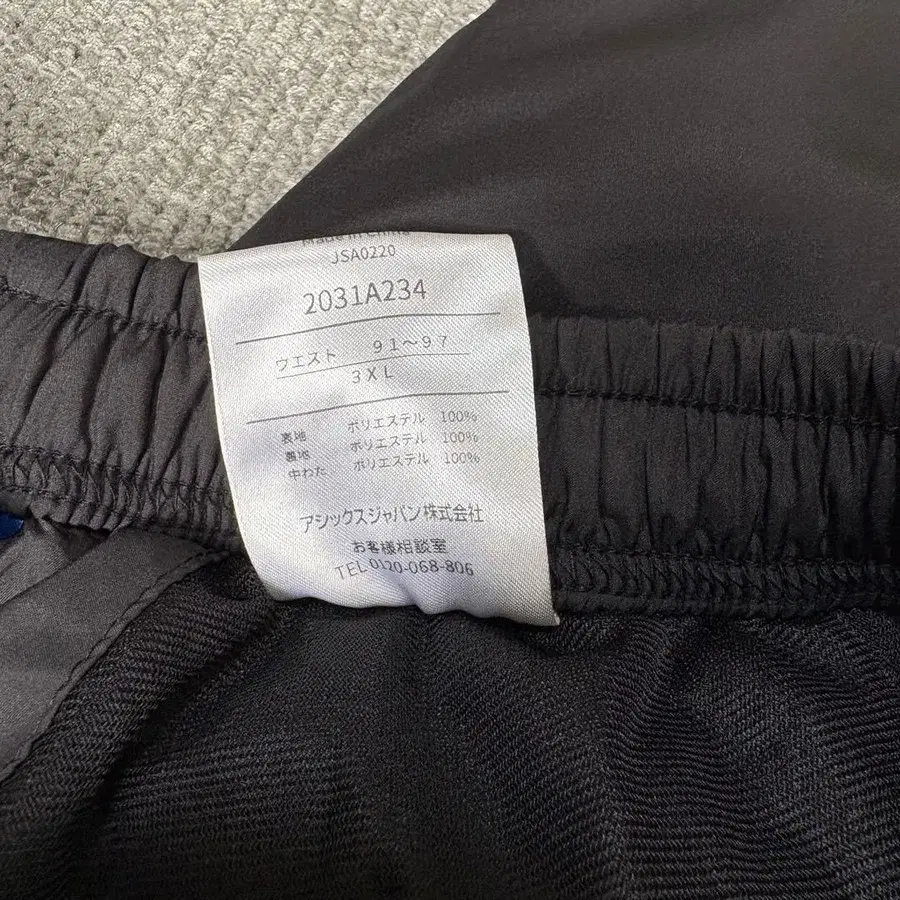 Made in China
JSA0220
2031A234
ウエスト 91～97
3XL
表地 ポリエステル 100%
裏地 ポリエステル 100%
中わた ポリエステル 100%
アシックスジャパン株式会社
お客様相談室
TEL 0120-068-806